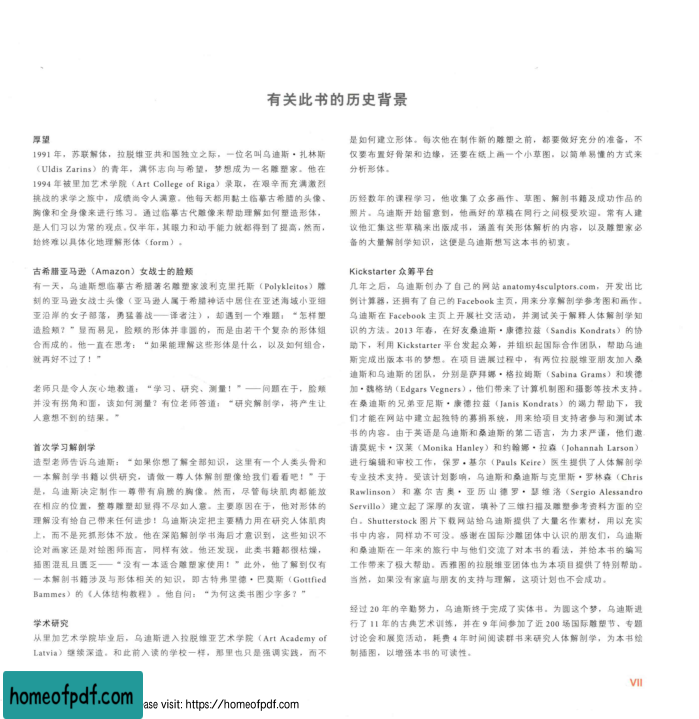 有关此书的历史背景
厚望
1991 年，苏联解体，拉脱维亚共和国独立之际，一位名叫乌迪斯·扎林斯
（Uldis Zarins）的青年，满怀志向与希望，梦想成为一名雕塑家。他在
1994 年被里加艺术学院（Art College of Riga）录取，在艰辛而充满激烈
挑战的求学之旅中，成绩尚令人满意。他每天都用黏土临摹古希腊的头像、
胸像和全身像来进行练习。通过临摹古代雕像来帮助理解如何塑造形体，
是人们习以为常的观点。仅半年，其眼力和动手能力就都得到了提高，然而，
始终难以具体化地理解形体（form）。
古希腊亚马逊（Amazon）女战士的脸颊
有一天，乌迪斯想临摹古希腊著名雕塑家波利克里托斯（Polykleitos）雕
刻的亚马逊女战士头像（亚马逊人属于希腊神话中居住在亚述海域小亚细
亚沿岸的女子部落，勇猛善战——译者注），却遇到一个难题：“怎样塑
造脸颊？”显而易见，脸颊的形体并非圆的，而是由若干个复杂的形体组
合而成的。他一直在思考：“如果能理解这些形体是什么，以及如何组合，
就再好不过了！”
老师只是令人灰心地教道：“学习、研究、测量！”——问题在于，脸颊
并没有拐角和面，该如何测量？有位老师答道：“研究解剖学，将产生让
人意想不到的结果。”
首次学习解剖学
造型老师告诉乌迪斯：“如果你想了解全部知识，这里有一个人类头骨和
一本解剖学书籍以供研究，请做一尊人体解剖塑像给我们看看吧！”于
是，乌迪斯决定制作一尊带有肩膀的胸像。然而，尽管每块肌肉都能放
在相应的位置，整尊雕塑却显得不尽如人意。主要原因在于，他对形体的
理解没有给自己带来任何进步！乌迪斯决定把主要精力用在研究人体肌肉
上，而不是死抓形体不放。他在深陷解剖学书海后才意识到，这些知识不
论对画家还是对绘图师而言，同样有效。他还发现，此类书籍都很枯燥，
插图混乱且匮乏——“没有一本适合雕塑家使用！”此外，他了解到仅有
一本解剖书籍涉及与形体相关的知识，即古特弗里德·巴莫斯（Gottfied
Bammes）的《人体结构教程》。他自问：“为何这类书图少字多？”
学术研究
从里加艺术学院毕业后，乌迪斯进入拉脱维亚艺术学院（Art Academy of
Latvia）继续深造。和此前入读的学校一样，那里也只是强调实践，而不
是如何建立形体。每次他在制作新的雕塑之前，都要做好充分的准备，不
仅要布置好骨架和边缘，还要在纸上画一个小草图，以简单易懂的方式来
分析形体。
历经数年的课程学习，他收集了众多画作、草图、解剖书籍及成功作品的
照片。乌迪斯开始留意到，他画好的草稿在同行之间极受欢迎。常有人建
议他汇集这些草稿来出版成书，涵盖有关形体解析的内容，以及雕塑家必
备的大量解剖学知识，这便是乌迪斯想写这本书的初衷。
Kickstarter 众筹平台
几年之后，乌迪斯创办了自己的网站 anatomy4sculptors.com，开发出比
例计算器，还拥有了自己的 Facebook 主页，用来分享解剖学参考图和画作。
乌迪斯在 Facebook 主页上开展社交活动，并测试关于解释人体解剖学知
识的方法。2013 年春，在好友桑迪斯·康德拉兹（Sandis Kondrats）的协
助下，利用 Kickstarter 平台发起众筹，并组织起国际合作团队，帮助乌迪
斯完成出版本书的梦想。在项目进展过程中，有两位拉脱维亚朋友加入桑
迪斯和乌迪斯的团队，分别是萨拜娜·格拉姆斯（Sabina Grams）和埃德
加·魏格纳（Edgars Vegners），他们带来了计算机制图和摄影等技术支持。
在桑迪斯的兄弟亚尼斯·康德拉兹（Janis Kondrats）的竭力帮助下，我
们才能在网站中建立起独特的募捐系统，用来给项目支持者参与和测试本
书的内容。由于英语是乌迪斯和桑迪斯的第二语言，为力求严谨，他们邀
请莫妮卡·汉莱（Monika Hanley）和约翰娜·拉森（Johannah Larson）
进行编辑和审校工作，保罗·基尔（Pauls Keire）医生提供了人体解剖学
专业技术支持。受该计划影响，乌迪斯和桑迪斯与克里斯·罗林森（Chris
Rawlinson）和塞尔吉奥·亚历山德罗·瑟维洛（Sergio Alessandro
Servillo）建立起了深厚的友谊，填补了三维扫描及雕塑参考资料方面的空
白。Shutterstock 图片下载网站给乌迪斯提供了大量名作素材，用以充实
书中内容，同样功不可没。感谢在国际沙雕团体中认识的朋友们，乌迪斯
和桑迪斯在一年来的旅行中与他们交流了对本书的看法，并给本书的编写
工作带来了极大帮助。西雅图的拉脱维亚团体也为本项目提供了特别帮助。
当然，如果没有家庭与朋友的支持与理解，这项计划也不会成功。
经过 20 年的辛勤努力，乌迪斯终于完成了实体书。为圆这个梦，乌迪斯进
行了 11 年的古典艺术训练，并在 9 年间参加了近 200 场国际雕塑节、专题
讨论会和展览活动，耗费 4 年时间阅读群书来研究人体解剖学，为本书绘
制插图，以增强本书的可读性。
VII
homeofpdf.com
ase visit: https://homeofpdf.com